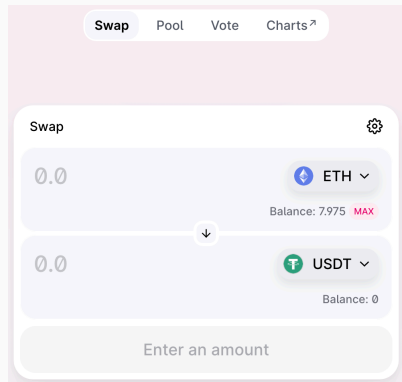 Swap Pool Vote Charts↗
Swap
0.0 ETH
Balance: 7.975 MAX
0.0 USDT
Balance: 0
Enter an amount